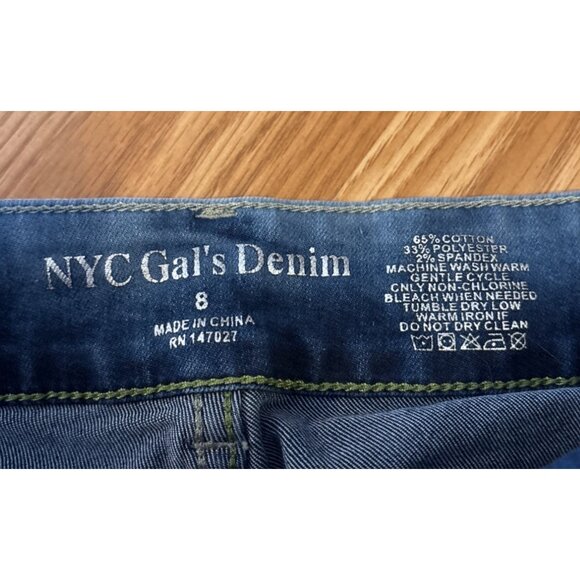 NYC Gal's Denim
8
MADE IN CHINA
RN 147027
65% COTTON
33% POLYESTER
2% SPANDEX
MACHINE WASH WARM
GENTLE CYCLE
ONLY NON-CHLORINE
BLEACH WHEN NEEDED
TUMBLE DRY LOW
WARM IRON IF
DO NOT DRY CLEAN